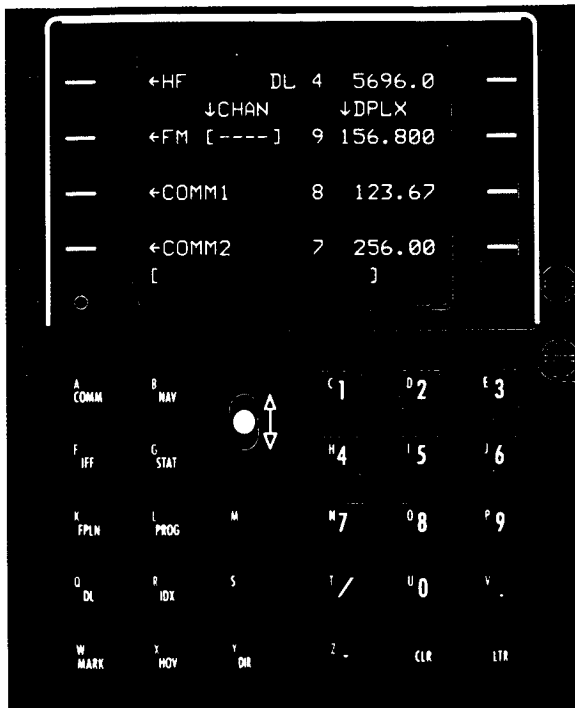 ←HF DL 4 5696.0
↓CHAN ↓DPLX
←FM [----] 9 156.800
←COMM1 8 123.67
←COMM2 7 256.00
[ ]
A COMM B NAV C 1 D 2 E 3
F IFF G STAT H 4 I 5 J 6
K FPLN L PROG M N 7 O 8 P 9
Q DL R IDX S T / U 0 V .
W MARK X HOV Y DIR Z - CLR LTR